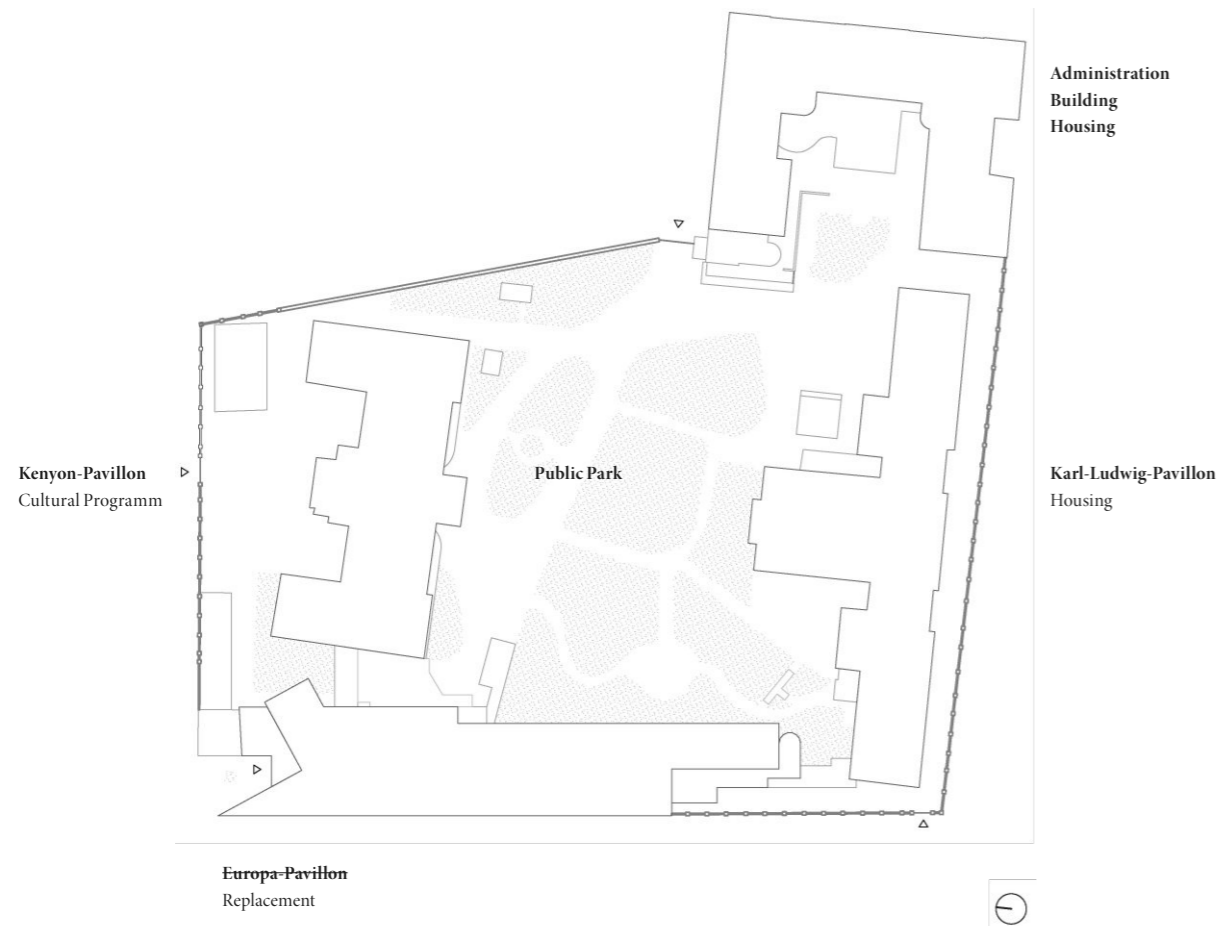 Administration
Building
Housing
Kenyon-Pavillon
Cultural Programm
Public Park
Karl-Ludwig-Pavillon
Housing
Europa-Pavillon
Replacement